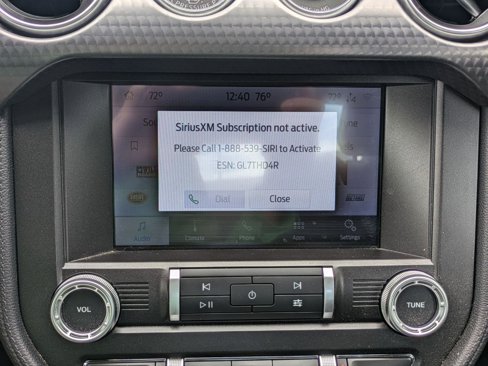 72° 12:40 76° 72°
SiriusXM Subscription not active.
Please Call 1-888-539-SIRI to Activate
ESN: GL7THD4R
Dial Close
Audio Climate Phone Apps Settings
VOL TUNE